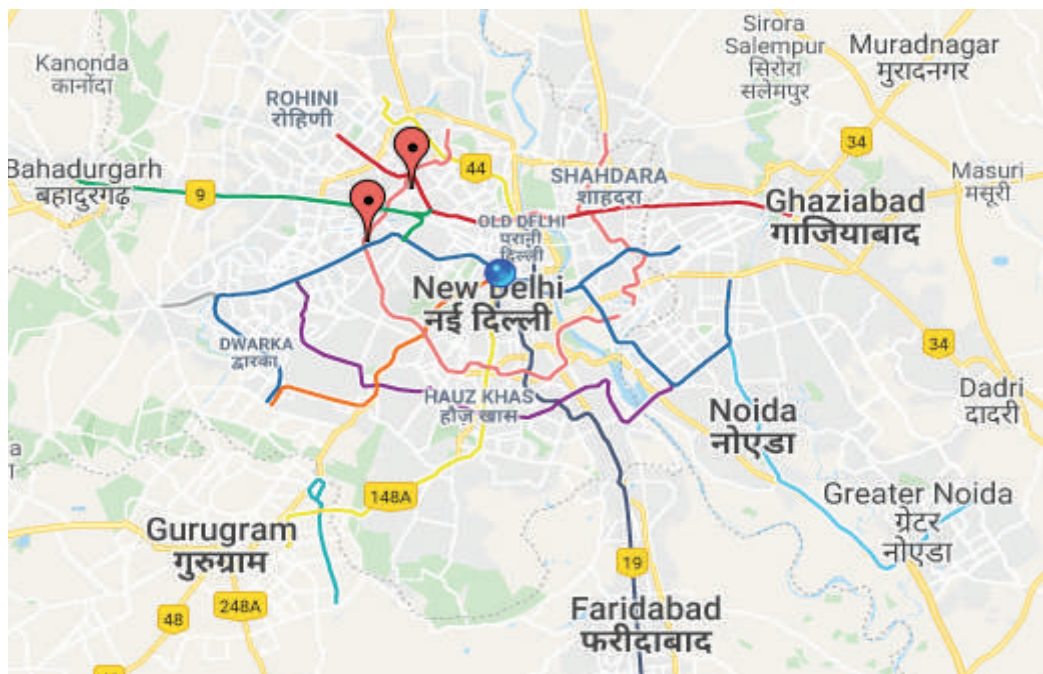 Sirora
Salempur
सिरोरा
सलेमपुर
Muradnagar
मुरादनगर
Kanonda
कानोंदा
ROHINI
रोहिणी
34
44
Bahadurgarh
बहादुरगढ़
9
SHAHDARA
शाहदरा
Masuri
मसूरी
Ghaziabad
गाजियाबाद
OLD DELHI
पुरानी
दिल्ली
New Delhi
नई दिल्ली
DWARKA
द्वारका
34
HAUZ KHAS
हौज़ खास
Noida
नोएडा
Dadri
दादरी
148A
Greater Noida
ग्रेटर
नोएडा
Gurugram
गुरुग्राम
19
248A
48
Faridabad
फरीदाबाद